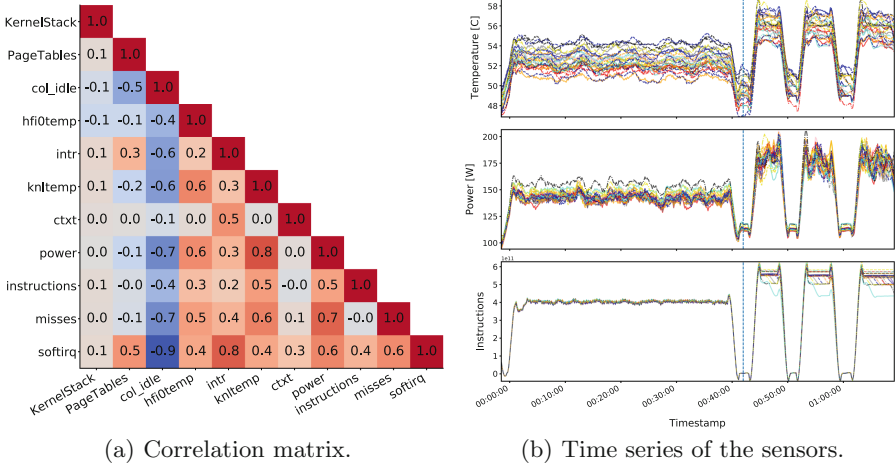 KernelStack 1.0
PageTables 0.1 1.0
col_idle -0.1 -0.5 1.0
hfi0temp -0.1 -0.1 -0.4 1.0
intr 0.1 0.3 -0.6 0.2 1.0
knltemp 0.1 -0.2 -0.6 0.6 0.3 1.0
ctxt 0.0 0.0 -0.1 0.0 0.5 0.0 1.0
power 0.0 -0.1 -0.7 0.6 0.3 0.8 0.0 1.0
instructions 0.1 -0.0 -0.4 0.3 0.2 0.5 -0.0 0.5 1.0
misses 0.0 -0.1 -0.7 0.5 0.4 0.6 0.1 0.7 -0.0 1.0
softirq 0.1 0.5 -0.9 0.4 0.8 0.4 0.3 0.6 0.4 0.6 1.0
KernelStack PageTables col_idle hfi0temp intr knltemp ctxt power instructions misses softirq
(a) Correlation matrix.
Temperature [C]
58
56
54
52
50
48
Power [W]
200
175
150
125
100
Instructions
1e11
6
5
4
3
2
1
0
00:00:00 00:10:00 00:20:00 00:30:00 00:40:00 00:50:00 01:00:00
Timestamp
(b) Time series of the sensors.